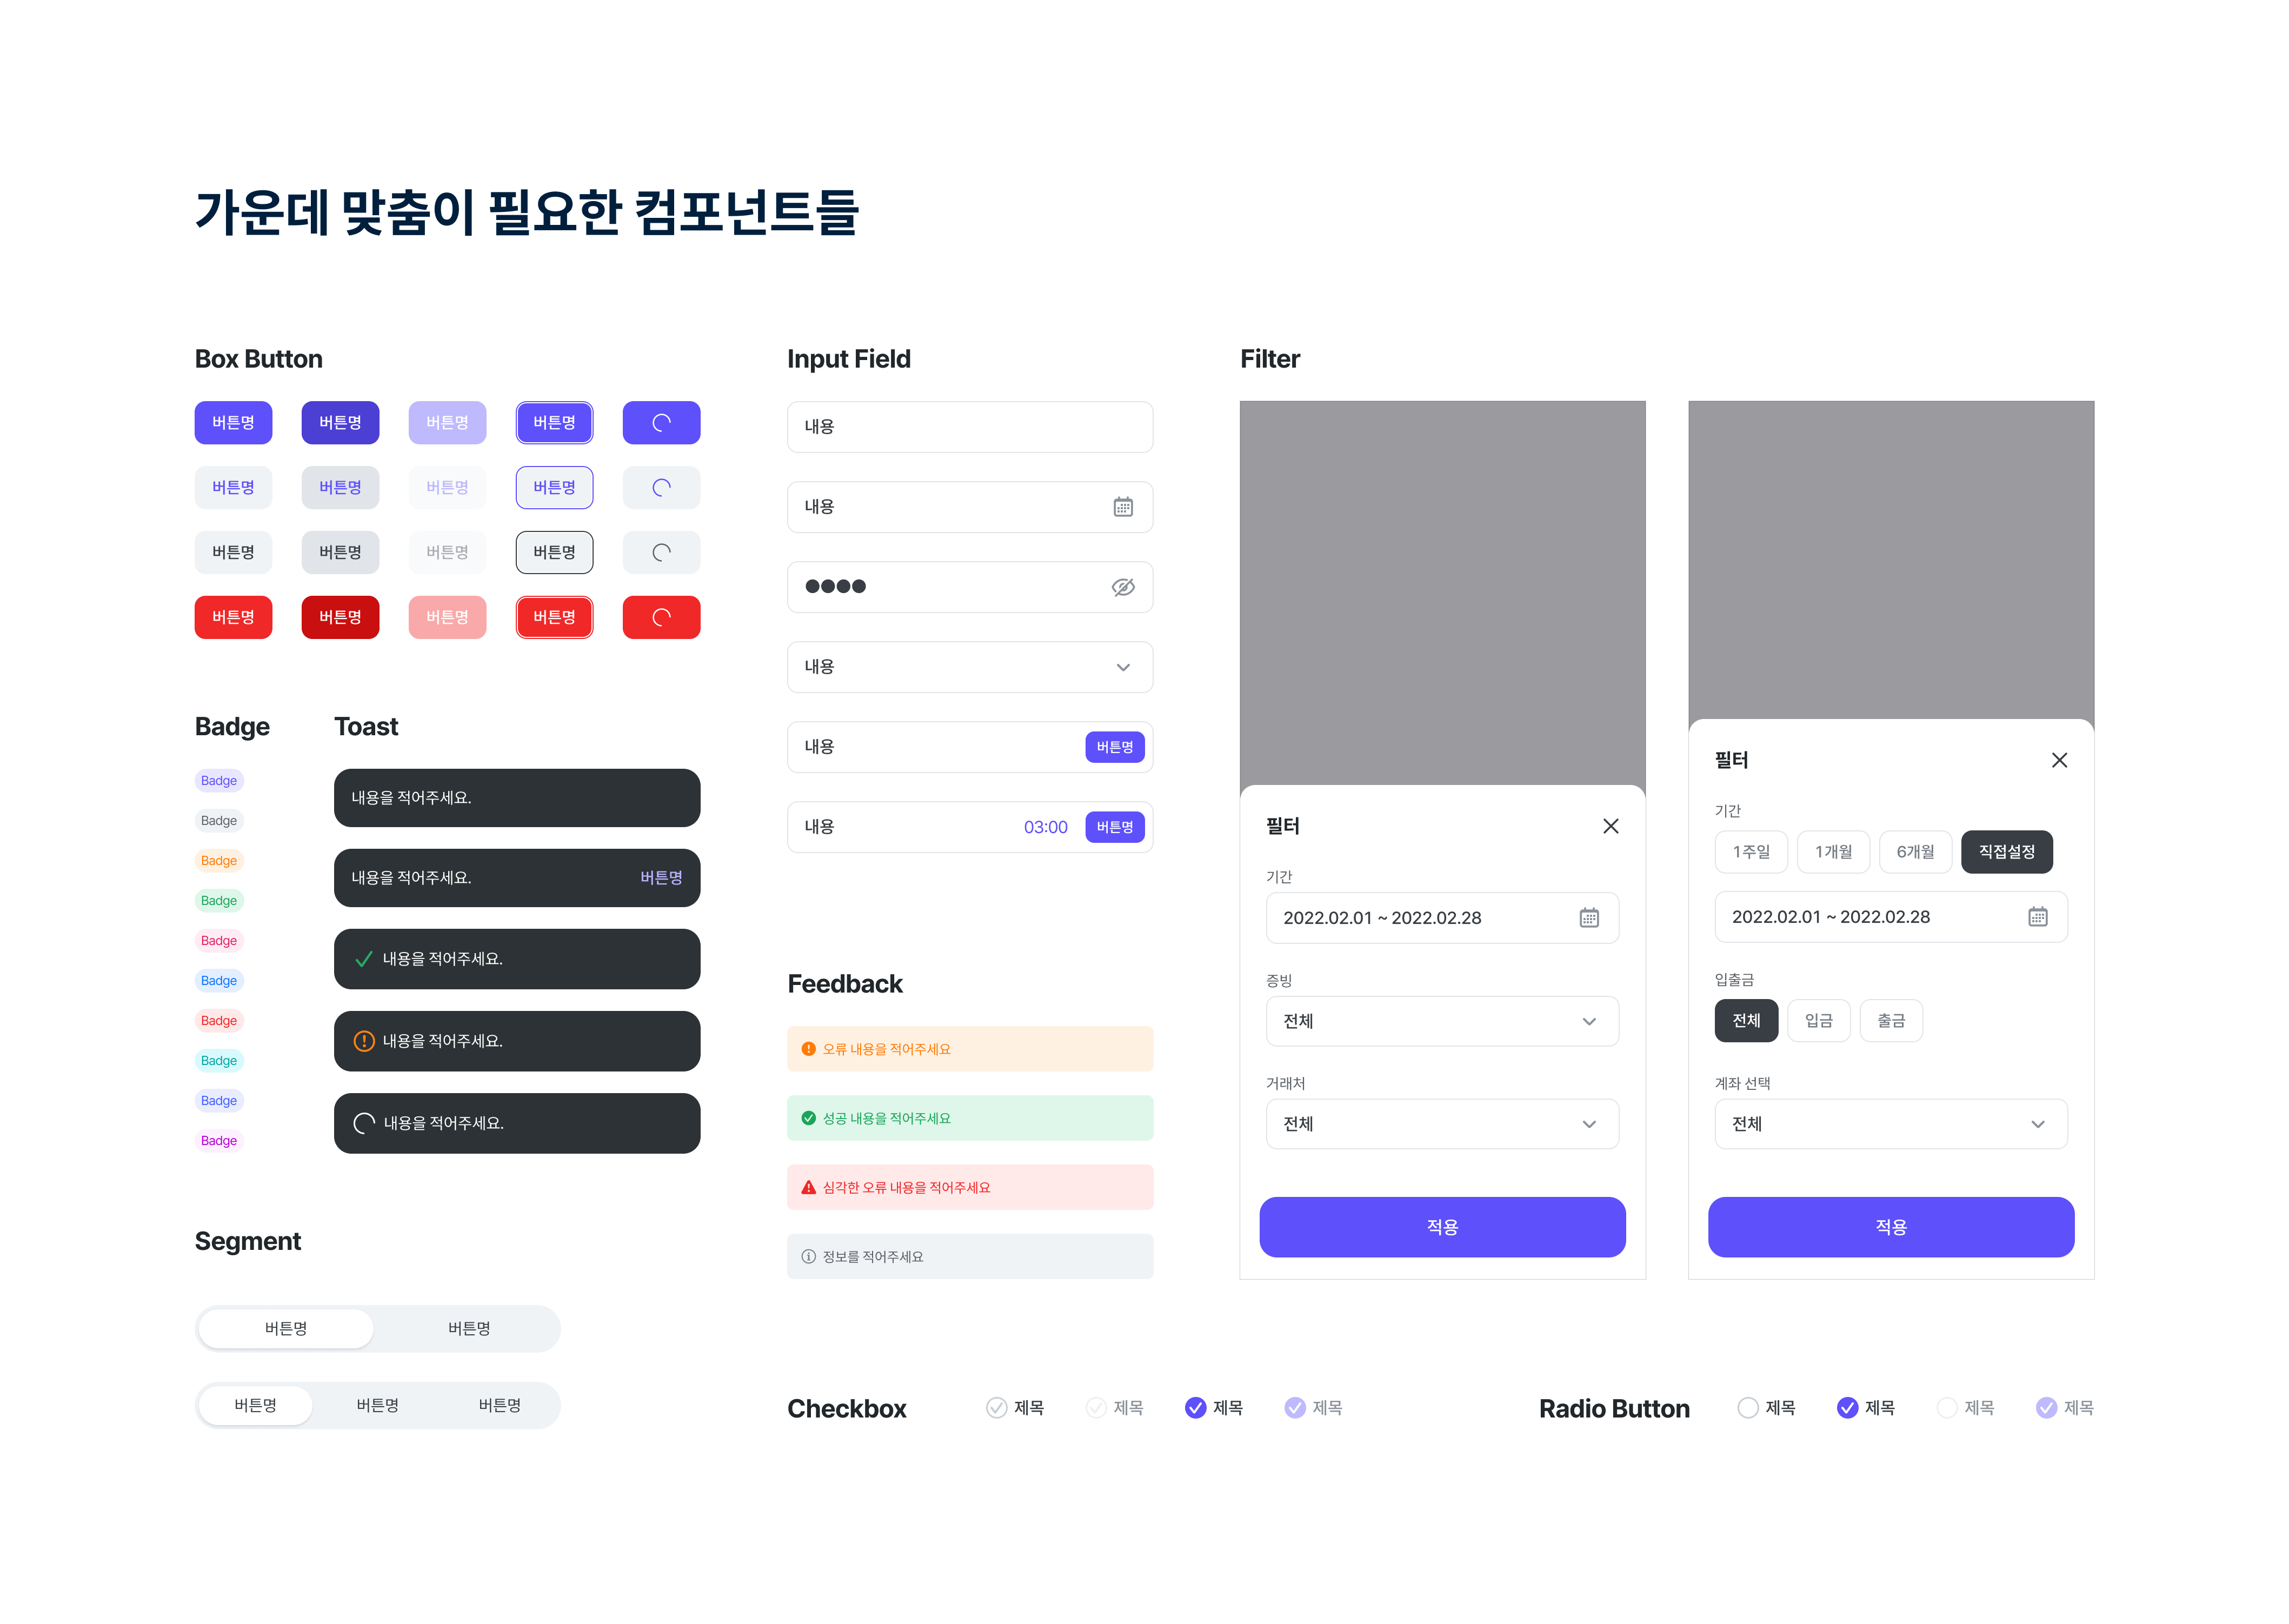 가운데 맞춤이 필요한 컴포넌트들
Box Button
버튼명 버튼명 버튼명 버튼명
버튼명 버튼명 버튼명 버튼명
버튼명 버튼명 버튼명 버튼명
버튼명 버튼명 버튼명 버튼명
Badge
Badge
Badge
Badge
Badge
Badge
Badge
Badge
Badge
Badge
Badge
Toast
내용을 적어주세요.
내용을 적어주세요. 버튼명
내용을 적어주세요.
내용을 적어주세요.
내용을 적어주세요.
Segment
버튼명 버튼명
버튼명 버튼명 버튼명
Input Field
내용
내용
내용
내용 버튼명
내용 03:00 버튼명
Feedback
오류 내용을 적어주세요
성공 내용을 적어주세요
심각한 오류 내용을 적어주세요
정보를 적어주세요
Filter
필터
기간
2022.02.01 ~ 2022.02.28
증빙
전체
거래처
전체
적용
필터
기간
1주일 1개월 6개월 직접설정
2022.02.01 ~ 2022.02.28
입출금
전체 입금 출금
계좌 선택
전체
적용
Checkbox 제목 제목 제목 제목
Radio Button 제목 제목 제목 제목